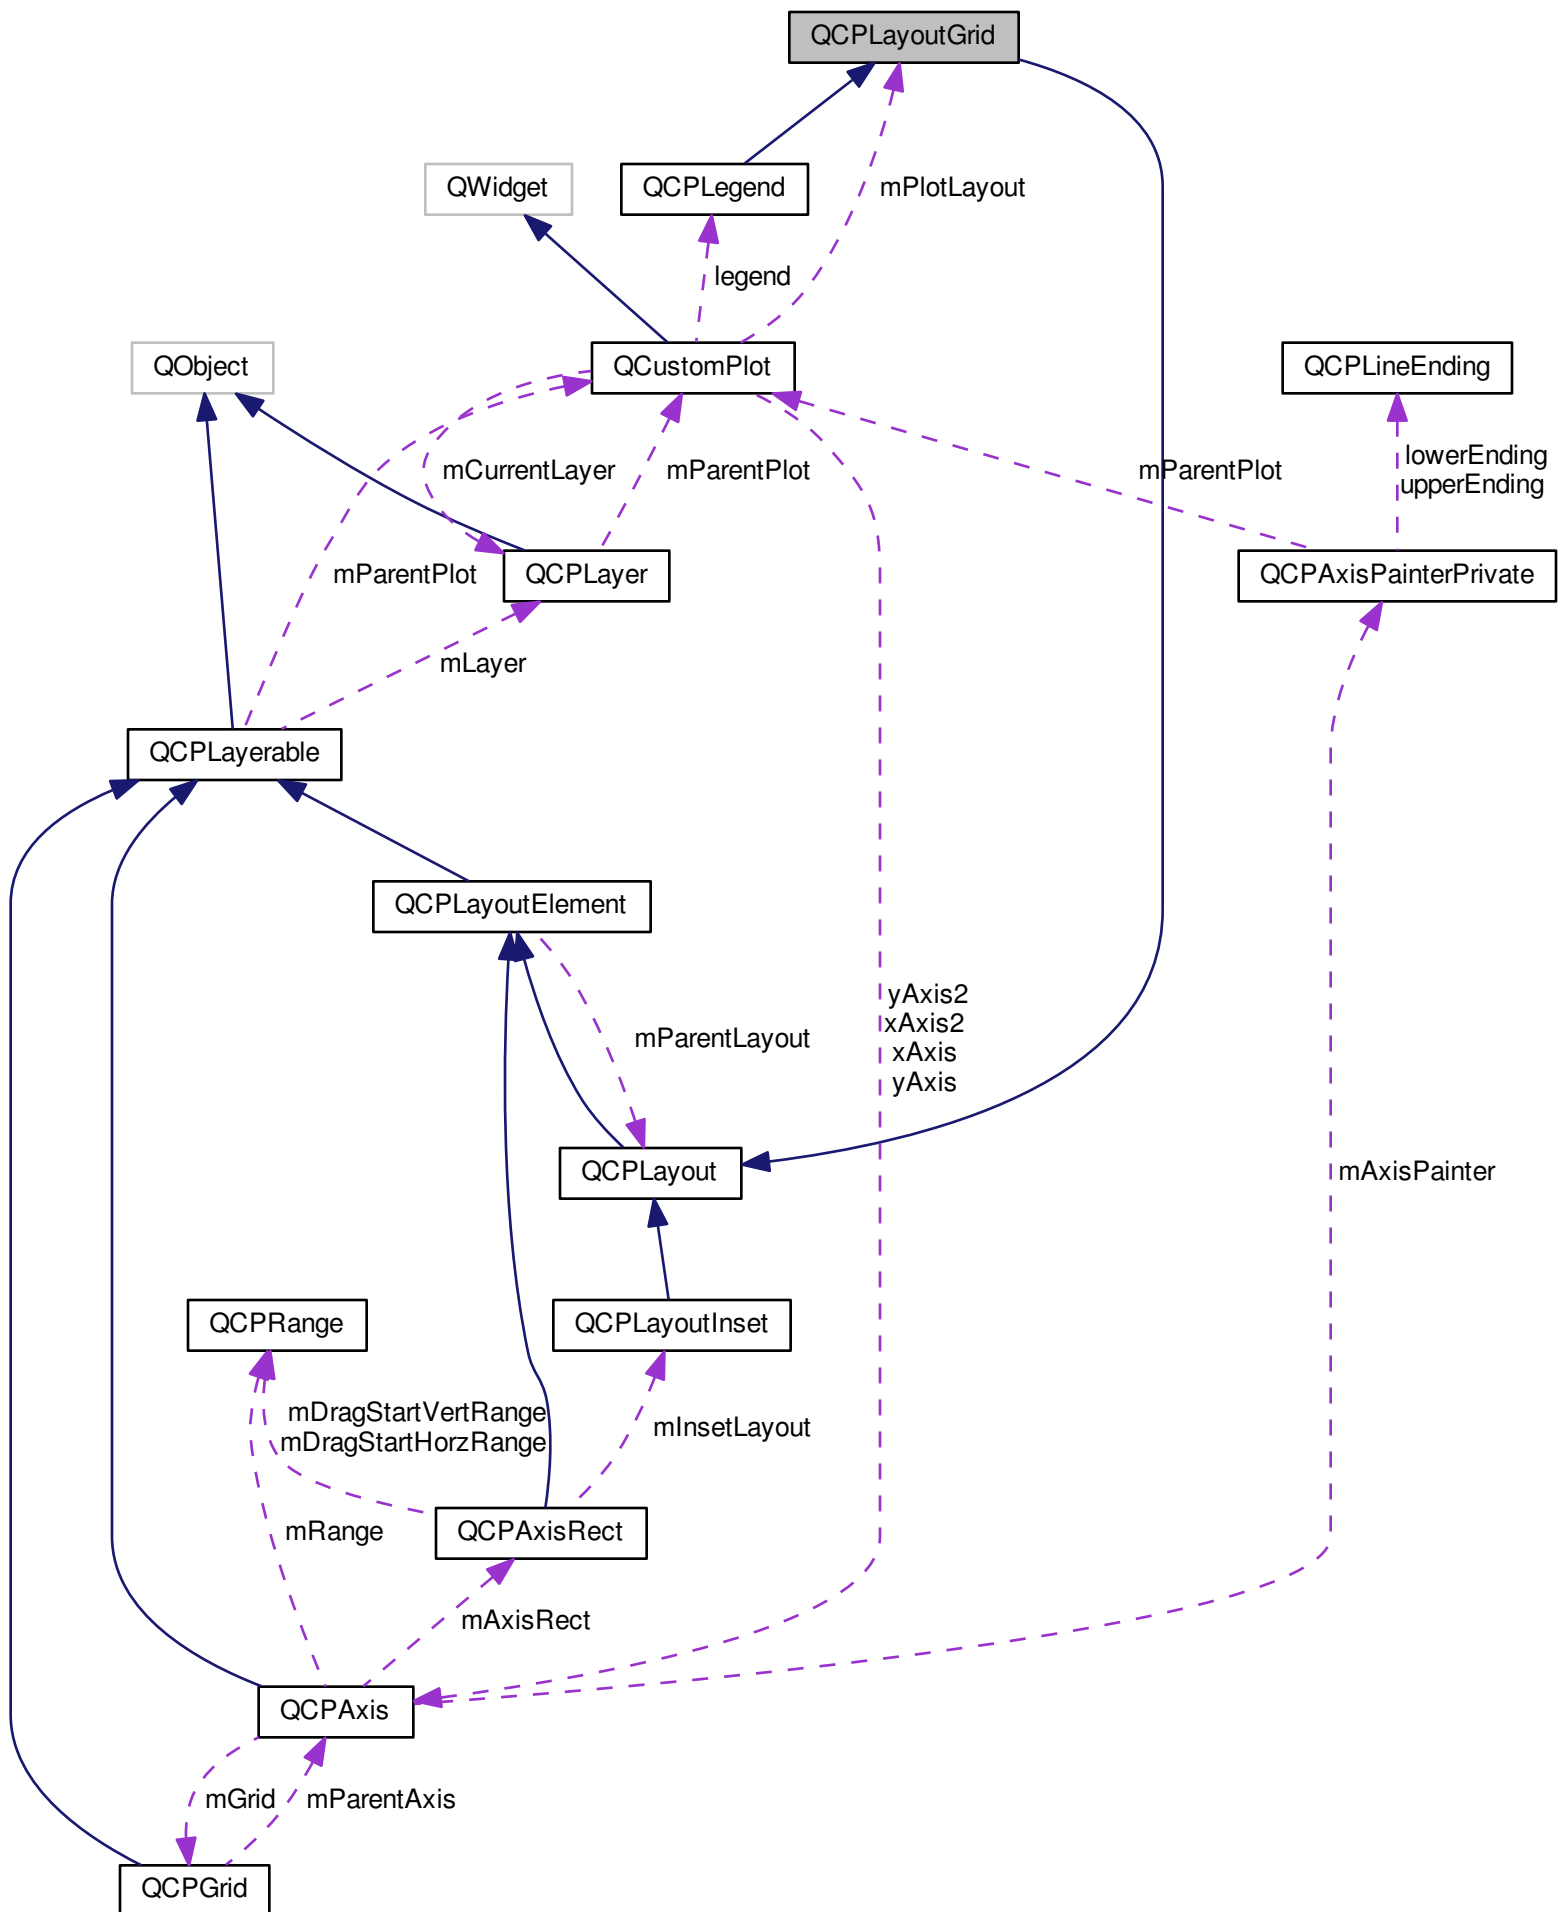 QCPLayoutGrid
QWidget
QCPLegend
mPlotLayout
legend
QObject
QCustomPlot
QCPLineEnding
mCurrentLayer
mParentPlot
mParentPlot
lowerEnding
upperEnding
mParentPlot
QCPLayer
QCPAxisPainterPrivate
mLayer
QCPLayerable
QCPLayoutElement
yAxis2
xAxis2
xAxis
yAxis
mParentLayout
QCPLayout
mAxisPainter
QCPRange
QCPLayoutInset
mDragStartVertRange
mDragStartHorzRange
mInsetLayout
mRange
QCPAxisRect
mAxisRect
QCPAxis
mGrid
mParentAxis
QCPGrid